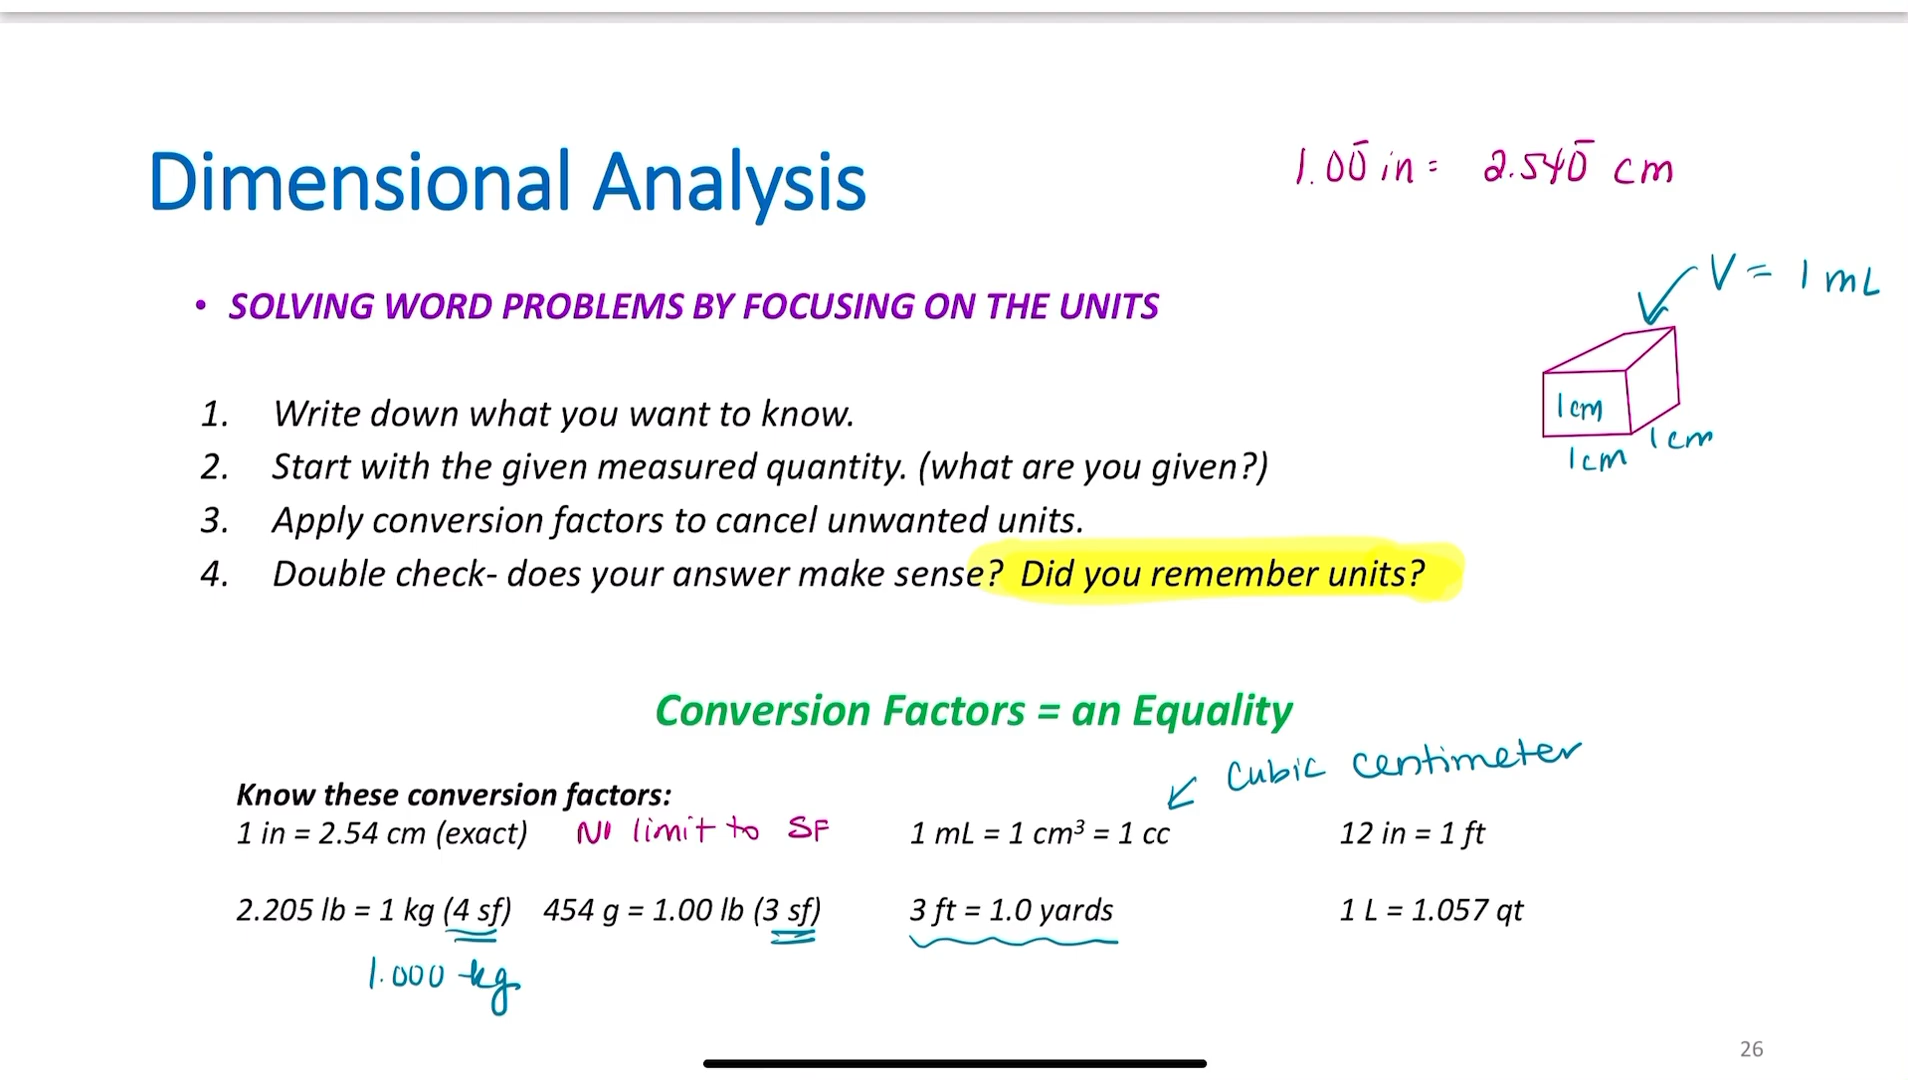 Dimensional Analysis
1.00̅ in = 2.540̅ cm
V = 1 mL
• SOLVING WORD PROBLEMS BY FOCUSING ON THE UNITS
1cm
1cm
1cm
1. Write down what you want to know.
2. Start with the given measured quantity. (what are you given?)
3. Apply conversion factors to cancel unwanted units.
4. Double check- does your answer make sense? Did you remember units?
Conversion Factors = an Equality
Cubic centimeter
Know these conversion factors:
1 in = 2.54 cm (exact) No limit to SF 1 mL = 1 cm³ = 1 cc 12 in = 1 ft
2.205 lb = 1 kg (4 sf) 454 g = 1.00 lb (3 sf) 3 ft = 1.0 yards 1 L = 1.057 qt
1.000 kg
26